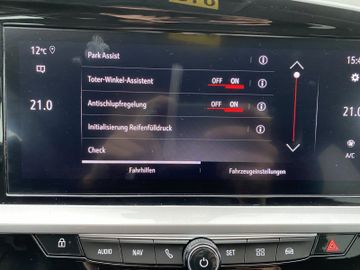 12°C
15:4
Park Assist
Toter-Winkel-Assistent OFF ON
21.0 Antischlupfregelung OFF ON 21.0
Initialisierung Reifenfülldruck
Check
A/C
Fahrhilfen Fahrzeugeinstellungen
AUDIO NAV SET